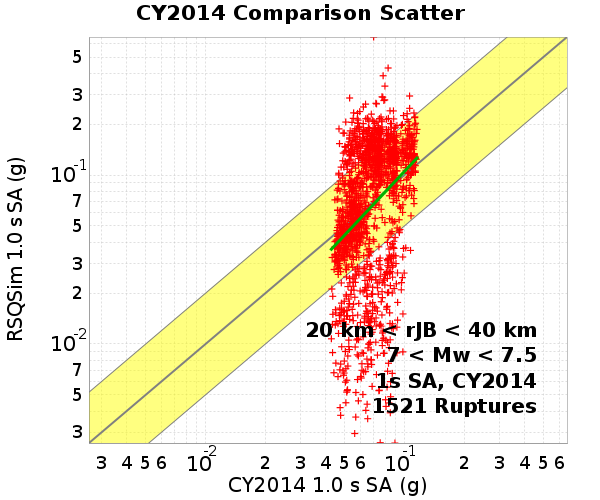 CY2014 Comparison Scatter
RSQSim 1.0 s SA (g)
5
3
2
10-1
7
5
3
2
10-2
7
5
3
20 km < rJB < 40 km
7 < Mw < 7.5
1s SA, CY2014
1521 Ruptures
3 4 5 6 10-2 2 3 4 5 6 10-1 2 3 4 5 6
CY2014 1.0 s SA (g)